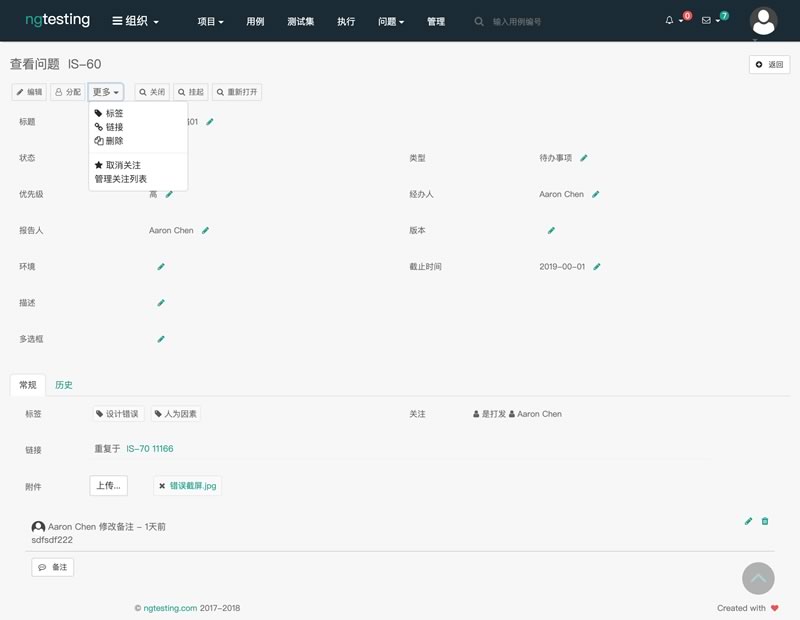 ngtesting 组织 项目 用例 测试集 执行 问题 管理 输入用例编号 0 7
查看问题 IS-60 返回
编辑 分配 更多 关闭 挂起 重新打开
标签
链接
删除
取消关注
管理关注列表
标题 01
状态 类型 待办事项
优先级 高 经办人 Aaron Chen
报告人 Aaron Chen 版本
环境 截止时间 2019-00-01
描述
多选框
常规 历史
标签 设计错误 人为因素 关注 是打发 Aaron Chen
链接 重复于 IS-70 11166
附件 上传... 错误截屏.jpg
Aaron Chen 修改备注 - 1天前
sdfsdf222
备注
© ngtesting.com 2017-2018 Created with